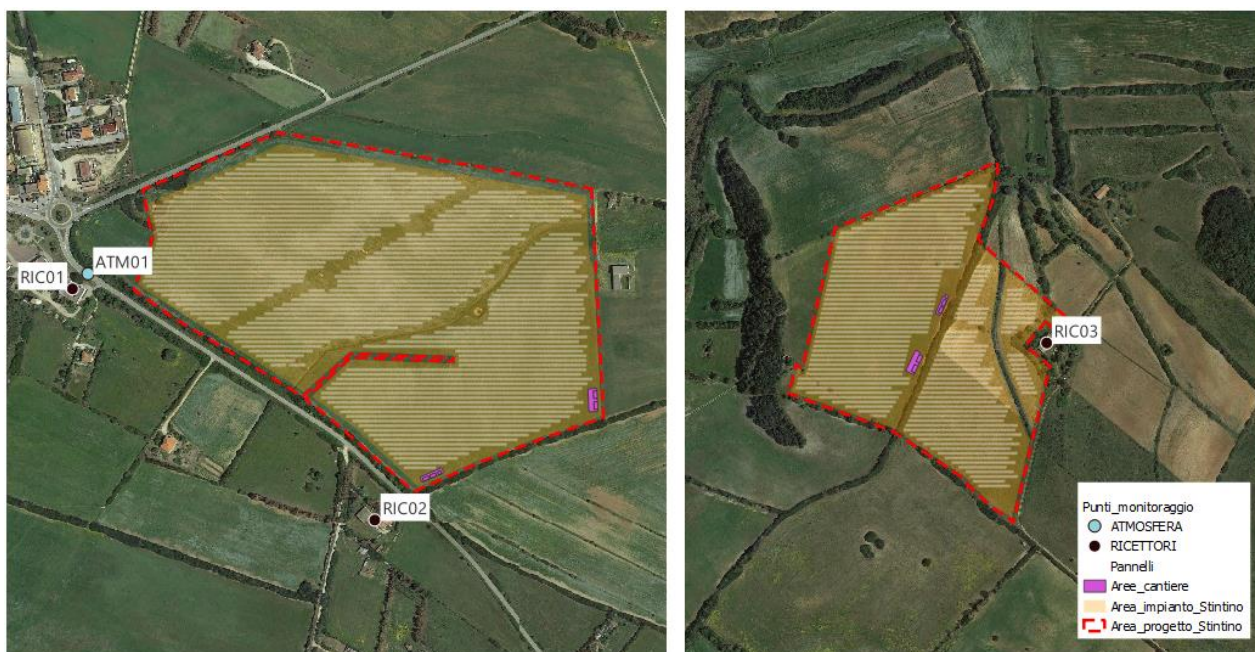 ATM01
RIC01
RIC02
RIC03
Punti_monitoraggio
ATMOSFERA
RICETTORI
Pannelli
Aree_cantiere
Area_impianto_Stintino
Area_progetto_Stintino